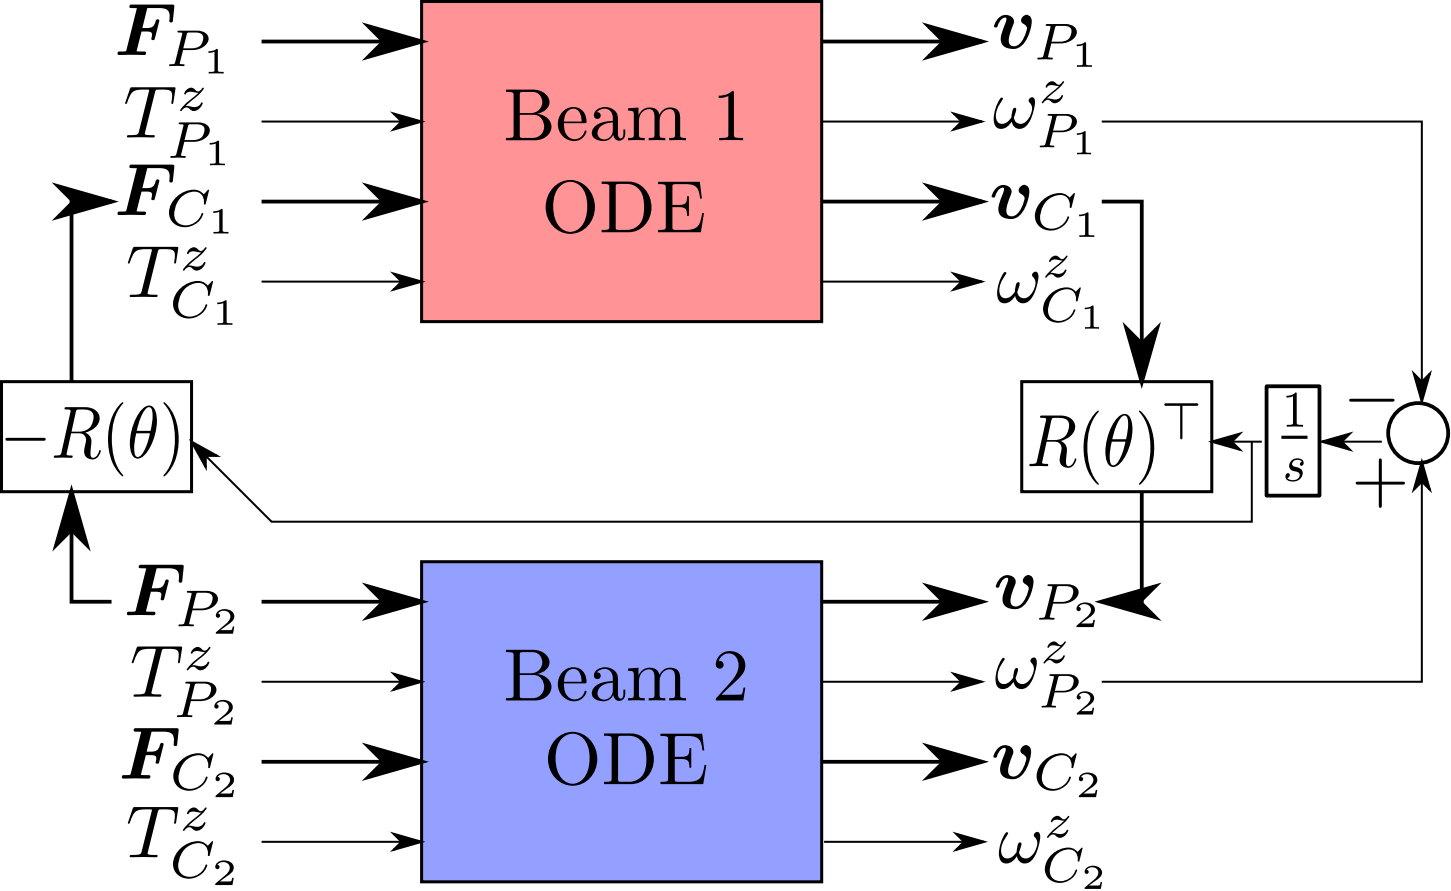 F_{P_1} v_{P_1}
T^z_{P_1} Beam 1 ω^z_{P_1}
F_{C_1} ODE v_{C_1}
T^z_{C_1} ω^z_{C_1}
−R(θ) R(θ)^⊤ 1/s − +
F_{P_2} v_{P_2}
T^z_{P_2} Beam 2 ω^z_{P_2}
F_{C_2} ODE v_{C_2}
T^z_{C_2} ω^z_{C_2}